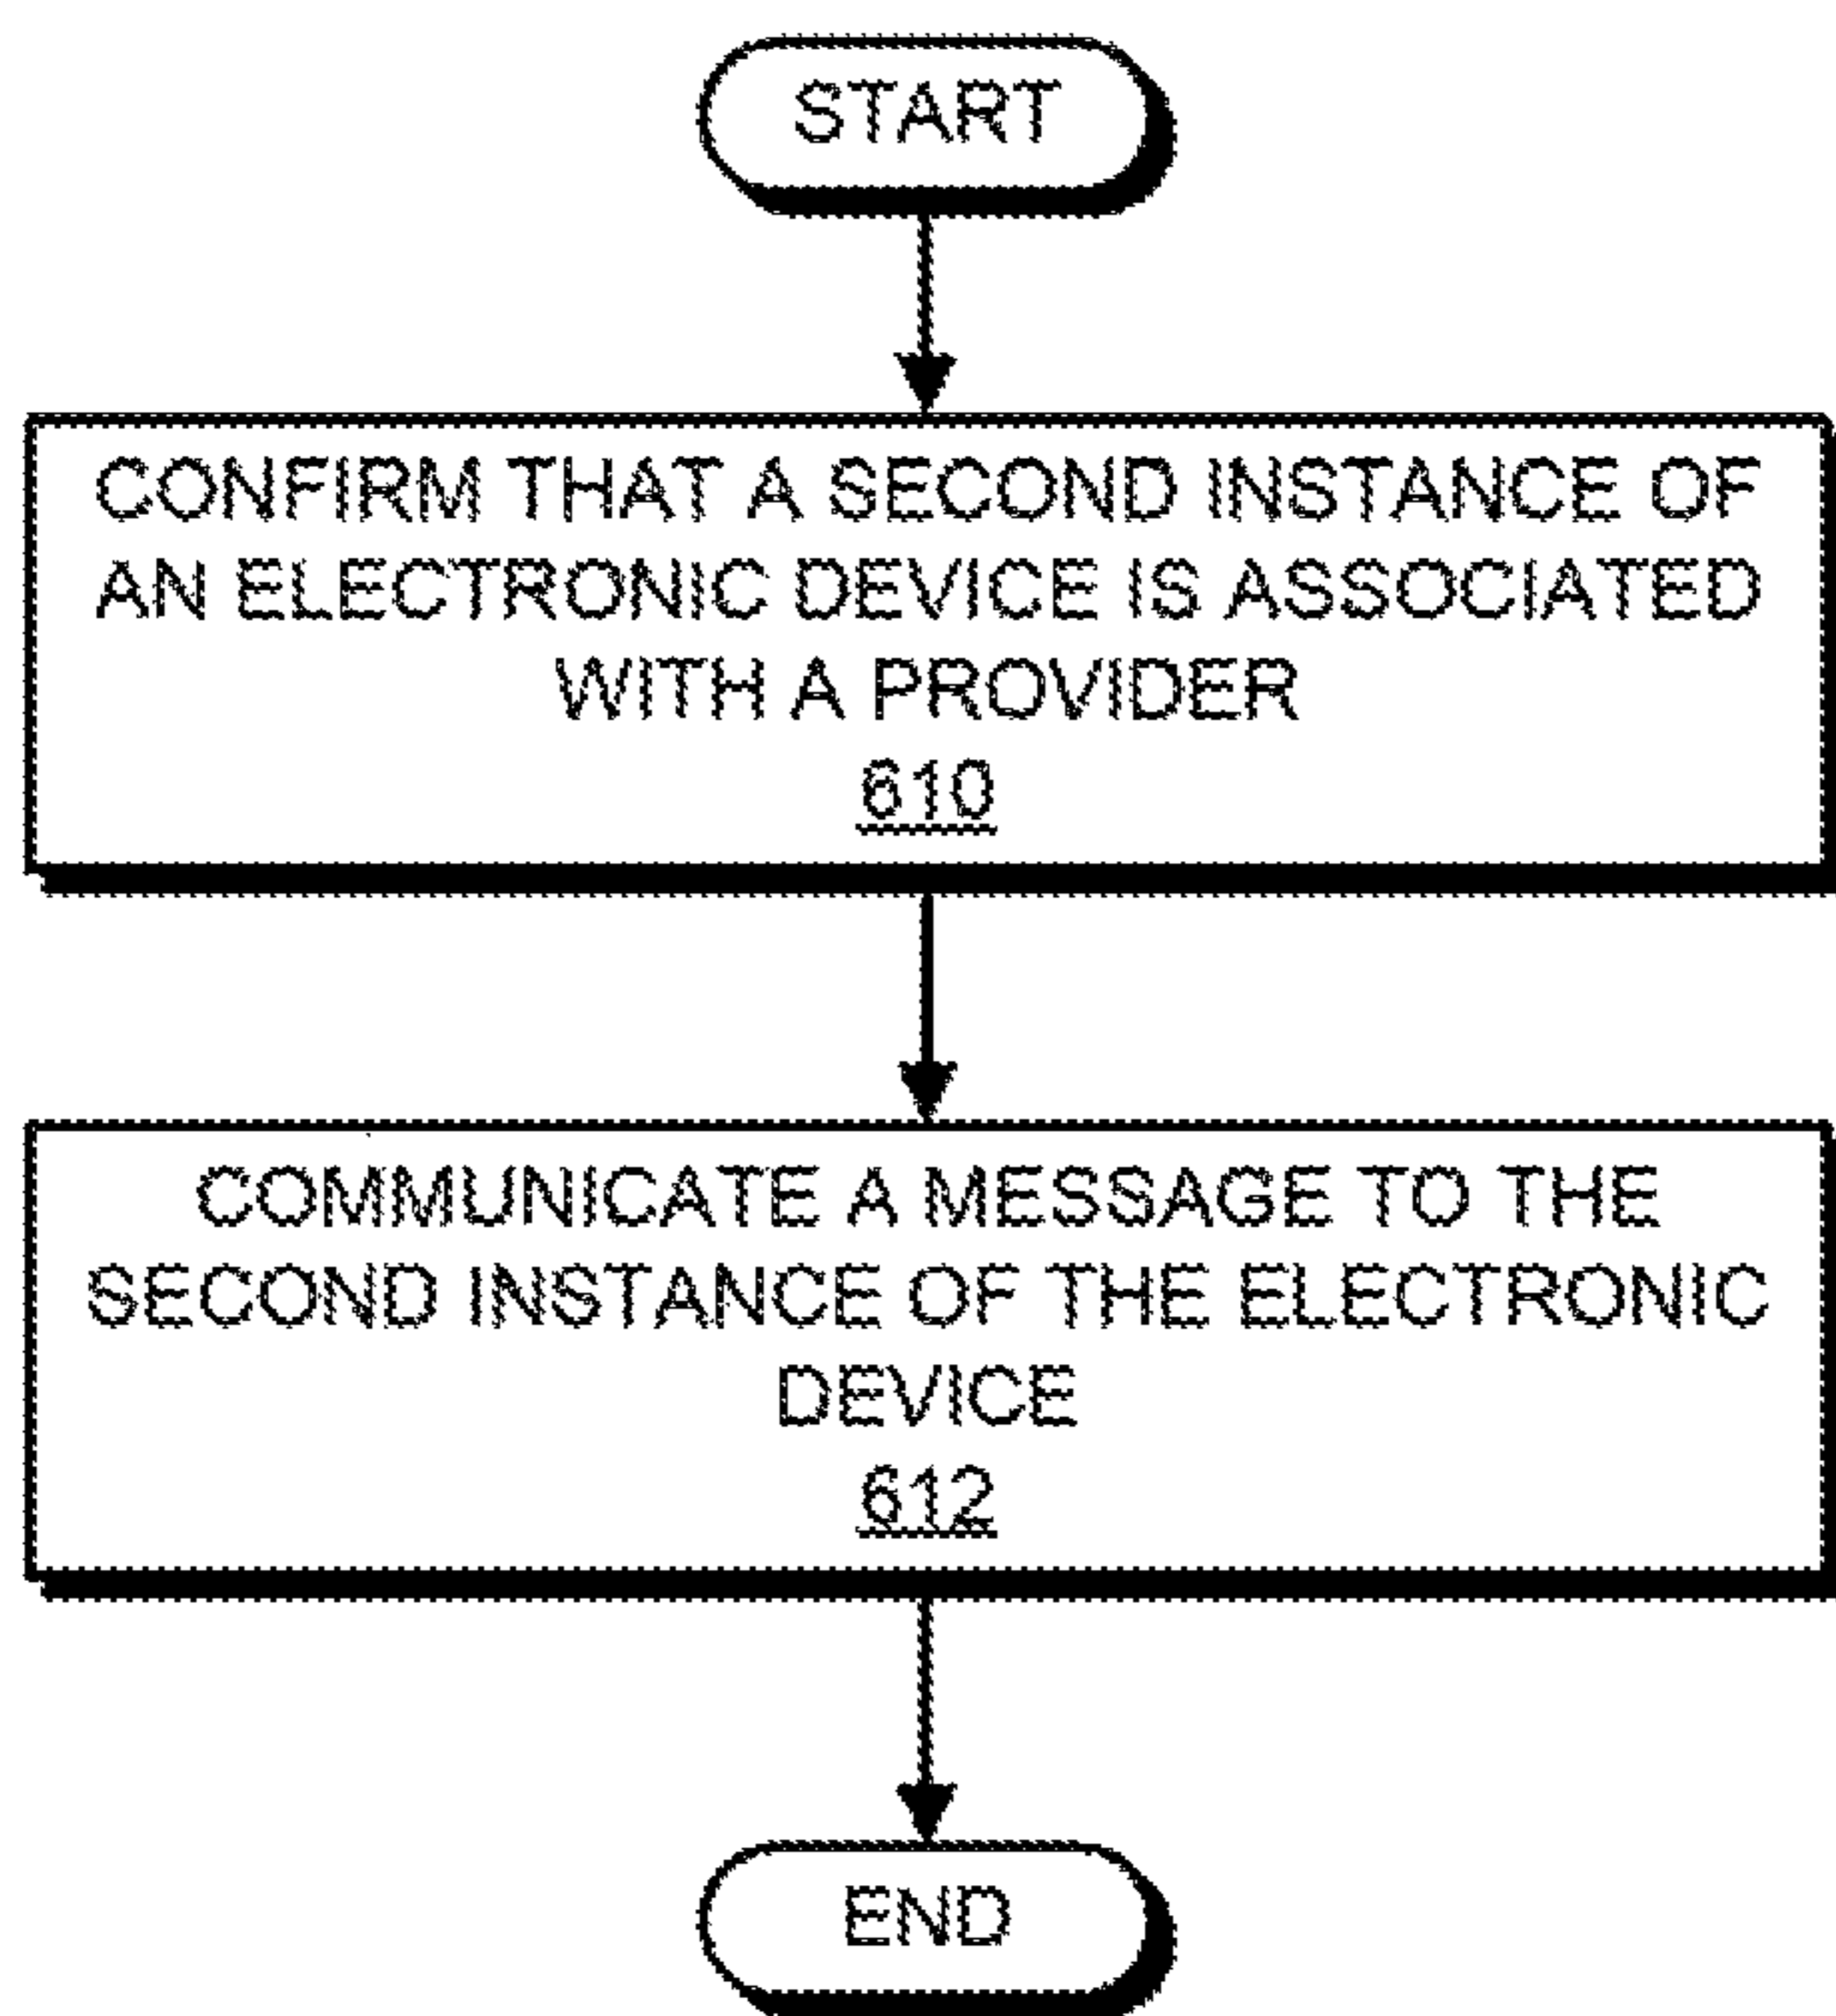 START
CONFIRM THAT A SECOND INSTANCE OF
AN ELECTRONIC DEVICE IS ASSOCIATED
WITH A PROVIDER
610
COMMUNICATE A MESSAGE TO THE
SECOND INSTANCE OF THE ELECTRONIC
DEVICE
612
END